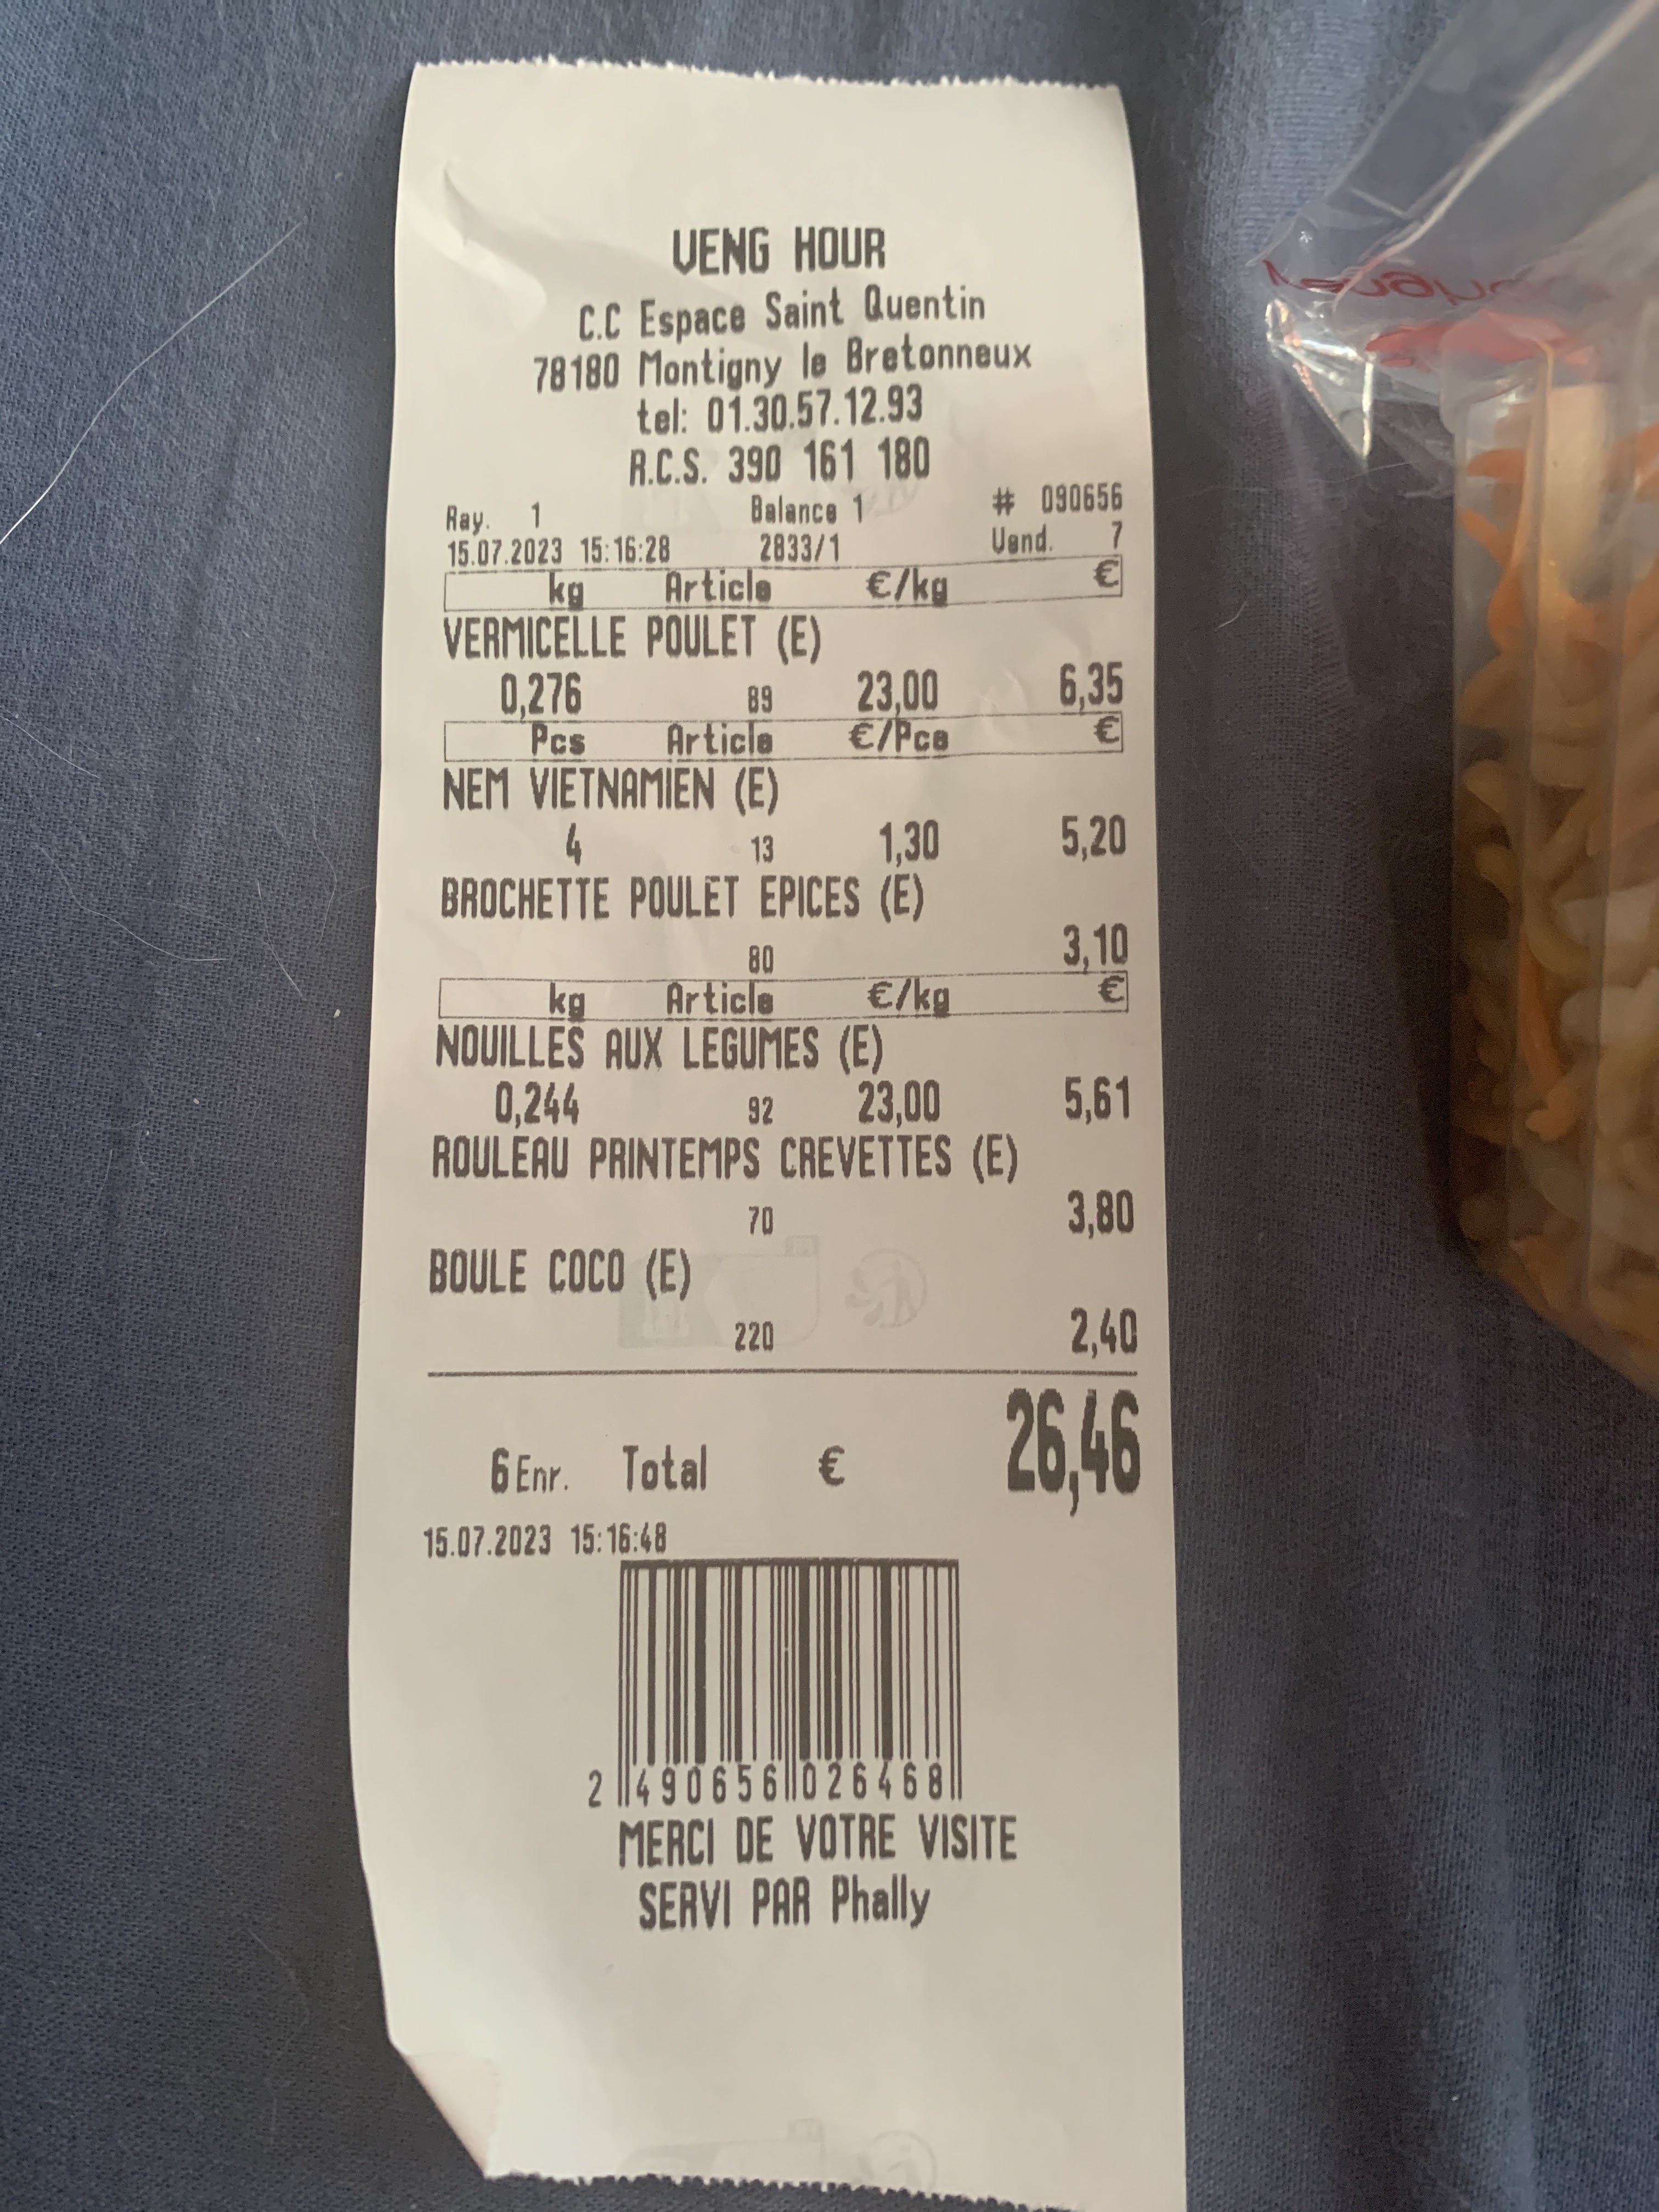 VENG HOUR
C.C Espace Saint Quentin
78180 Montigny le Bretonneux
tel: 01.30.57.12.93
R.C.S. 390 161 180
Ray. 1 Balance 1 # 090656
15.07.2023 15:16:28 2833/1 Vend. 7
kg Article €/kg €
VERMICELLE POULET (E)
0,276 89 23,00 6,35
Pcs Article €/Pce €
NEM VIETNAMIEN (E)
4 13 1,30 5,20
BROCHETTE POULET EPICES (E)
80 3,10
kg Article €/kg €
NOUILLES AUX LEGUMES (E)
0,244 92 23,00 5,61
ROULEAU PRINTEMPS CREVETTES (E)
70 3,80
BOULE COCO (E)
220 2,40
6 Enr. Total € 26,46
15.07.2023 15:16:48
2 490656 026468
MERCI DE VOTRE VISITE
SERVI PAR Phally